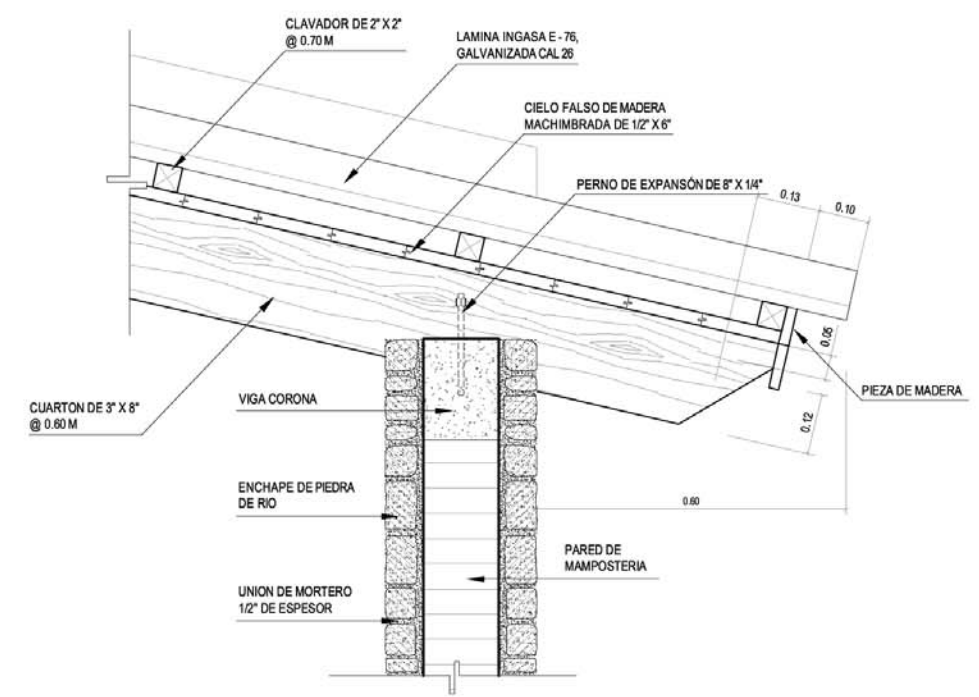 CLAVADOR DE 2" X 2"
@ 0.70 M
LAMINA INGASA E - 76,
GALVANIZADA CAL 26
CIELO FALSO DE MADERA
MACHIMBRADA DE 1/2" X 6"
PERNO DE EXPANSÓN DE 8" X 1/4"
0.13
0.10
0.05
PIEZA DE MADERA
0.12
CUARTON DE 3" X 8"
@ 0.60 M
VIGA CORONA
ENCHAPE DE PIEDRA
DE RIO
0.60
PARED DE
MAMPOSTERIA
UNION DE MORTERO
1/2" DE ESPESOR